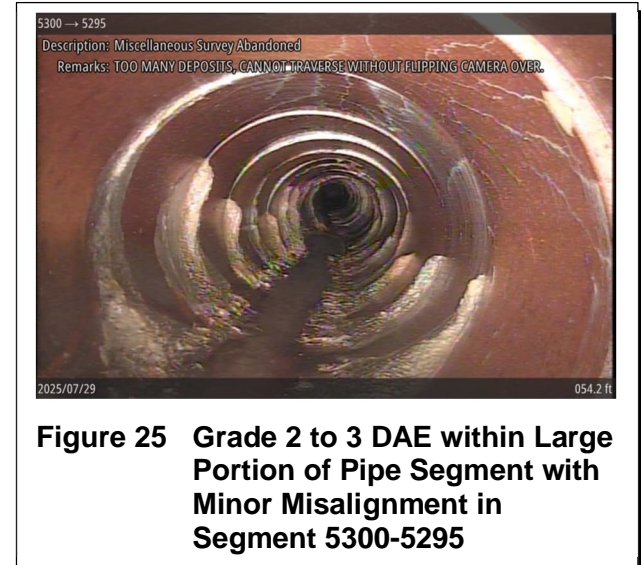 5300 → 5295
Description: Miscellaneous Survey Abandoned
Remarks: TOO MANY DEPOSITS, CANNOT TRAVERSE WITHOUT FLIPPING CAMERA OVER.
2025/07/29
054.2 ft
Figure 25 Grade 2 to 3 DAE within Large
Portion of Pipe Segment with
Minor Misalignment in
Segment 5300-5295